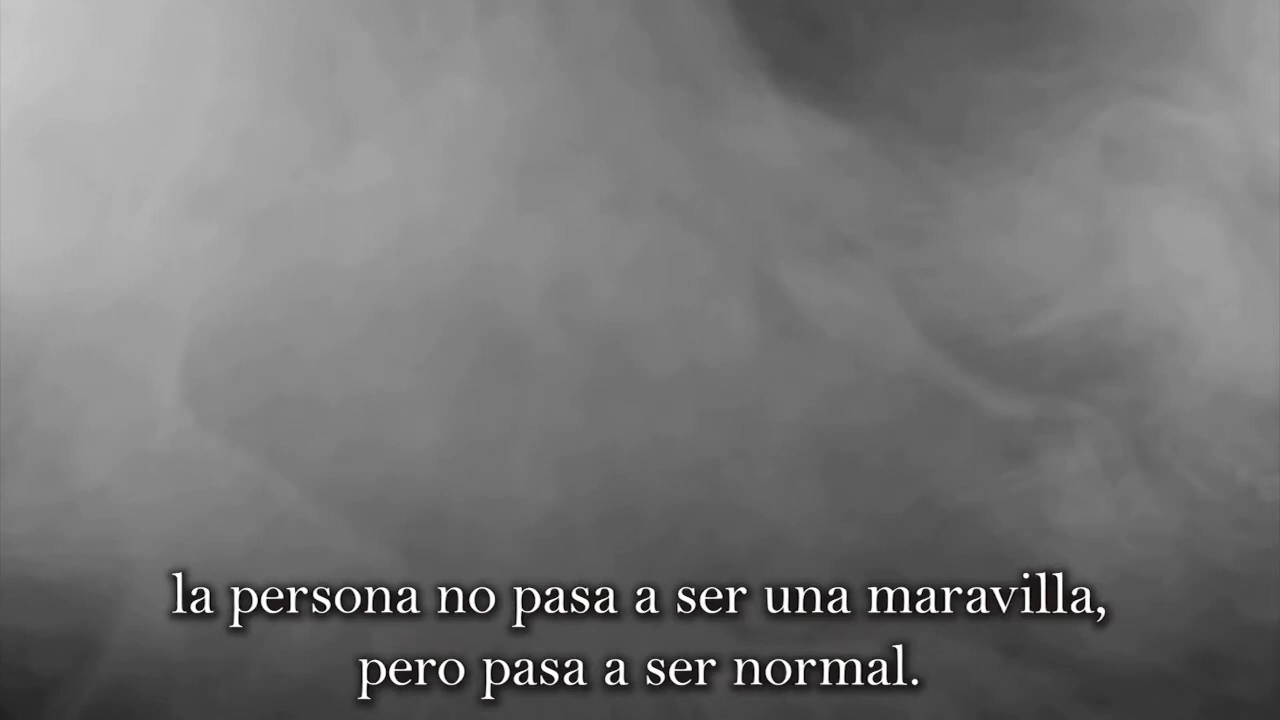 la persona no pasa a ser una maravilla,
pero pasa a ser normal.